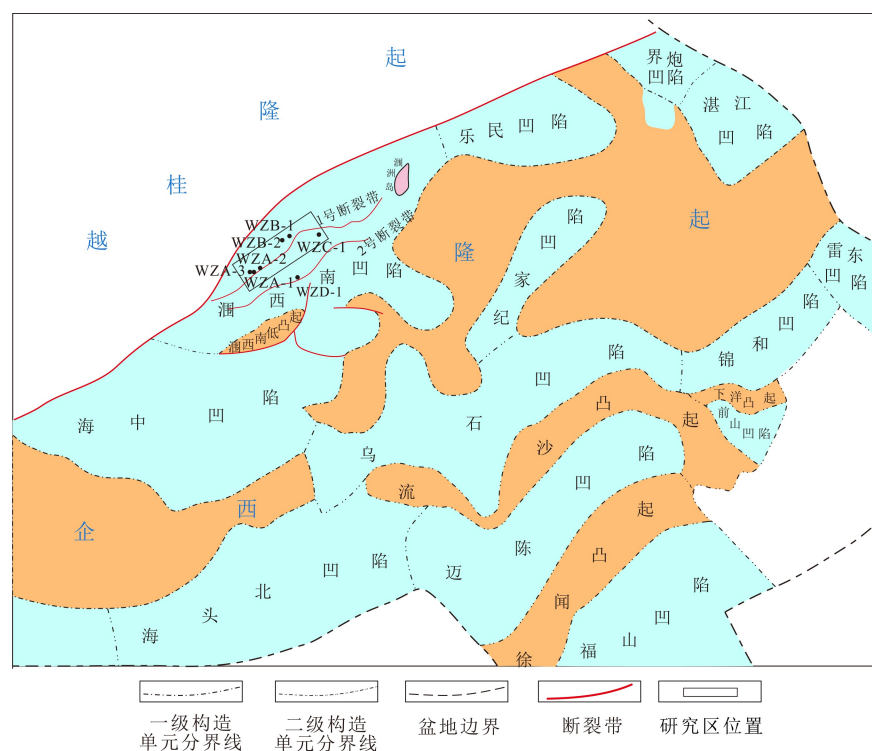 越桂隆起
企西隆起
界炮
凹陷
湛江
凹陷
乐民凹陷
涠洲岛
1号断裂带
2号断裂带
WZB-1
WZB-2
WZC-1
WZA-2
WZA-3
WZA-1
WZD-1
涠西南凹陷
涠西南低凸起
纪家凹陷
雷东
凹陷
锦和凹陷
下洋凸起
前山凹陷
海中凹陷
乌石凹陷
流沙凸起
海头北凹陷
迈陈凹陷
徐闻凸起
福山凹陷
一级构造
单元分界线
二级构造
单元分界线
盆地边界
断裂带
研究区位置